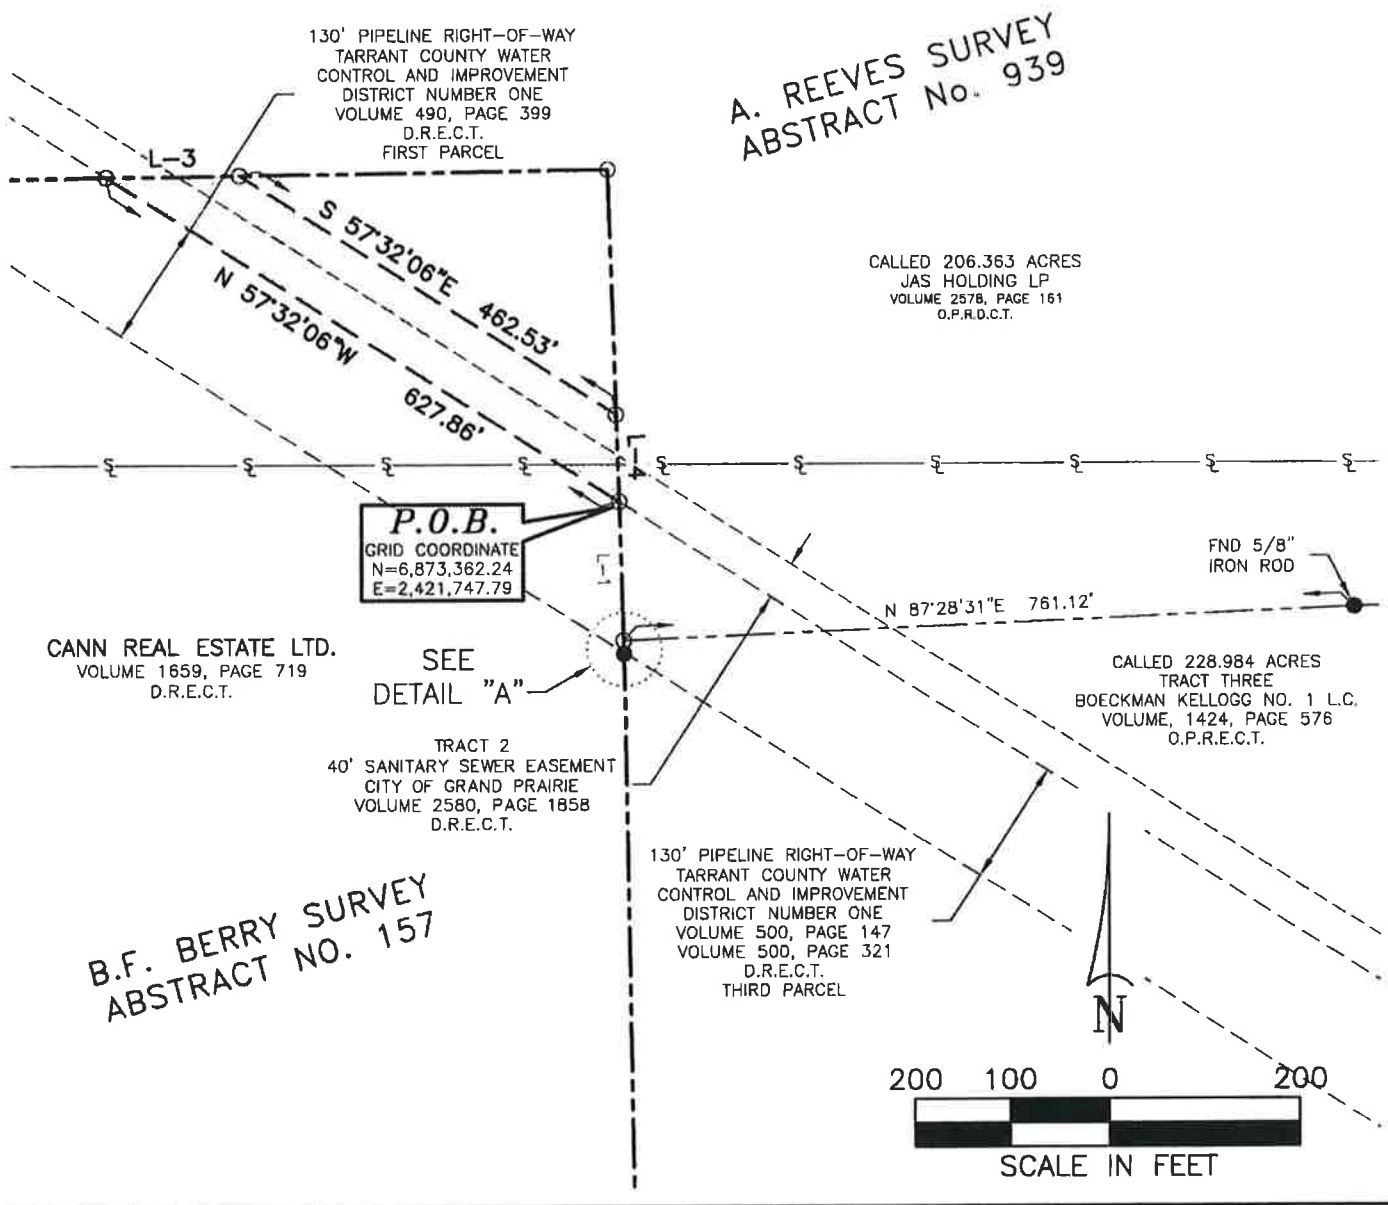 130' PIPELINE RIGHT-OF-WAY
TARRANT COUNTY WATER
CONTROL AND IMPROVEMENT
DISTRICT NUMBER ONE
VOLUME 490, PAGE 399
D.R.E.C.T.
FIRST PARCEL
A. REEVES SURVEY
ABSTRACT No. 939
L-3
S 57°32'06"E 462.53'
N 57°32'06"W 627.86'
CALLED 206.363 ACRES
JAS HOLDING LP
VOLUME 2578, PAGE 161
O.P.R.D.C.T.
L-4
P.O.B.
GRID COORDINATE
N=6,873,362.24
E=2,421,747.79
FND 5/8"
IRON ROD
N 87°28'31"E 761.12'
CANN REAL ESTATE LTD.
VOLUME 1659, PAGE 719
D.R.E.C.T.
SEE
DETAIL "A"
CALLED 228.984 ACRES
TRACT THREE
BOECKMAN KELLOGG NO. 1 L.C.
VOLUME, 1424, PAGE 576
O.P.R.E.C.T.
TRACT 2
40' SANITARY SEWER EASEMENT
CITY OF GRAND PRAIRIE
VOLUME 2580, PAGE 1858
D.R.E.C.T.
130' PIPELINE RIGHT-OF-WAY
TARRANT COUNTY WATER
CONTROL AND IMPROVEMENT
DISTRICT NUMBER ONE
VOLUME 500, PAGE 147
VOLUME 500, PAGE 321
D.R.E.C.T.
THIRD PARCEL
B.F. BERRY SURVEY
ABSTRACT NO. 157
N
200 100 0 200
SCALE IN FEET